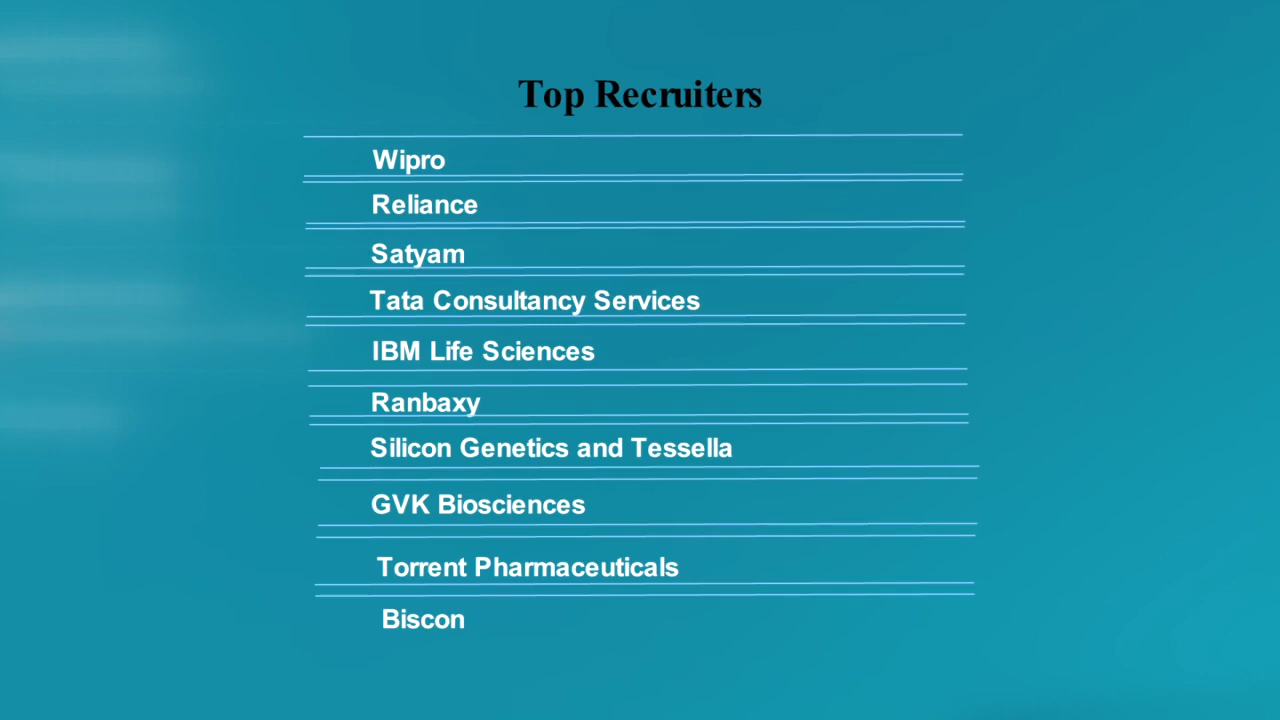 Top Recruiters
Wipro
Reliance
Satyam
Tata Consultancy Services
IBM Life Sciences
Ranbaxy
Silicon Genetics and Tessella
GVK Biosciences
Torrent Pharmaceuticals
Biscon